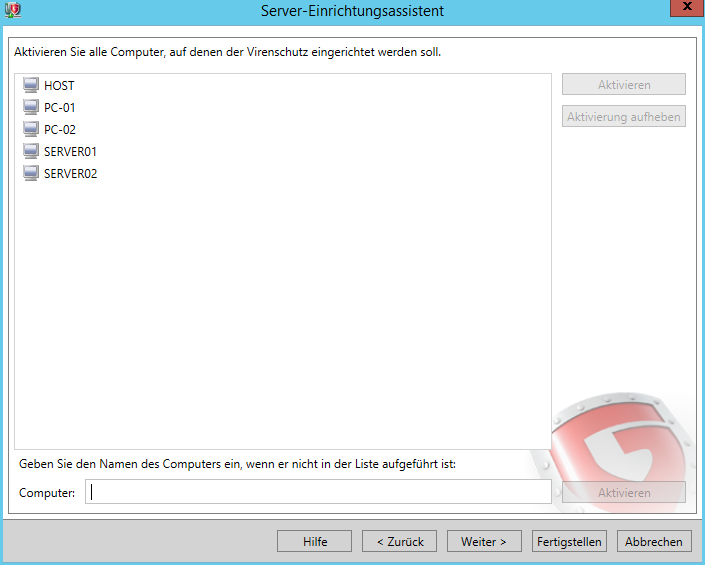 Server-Einrichtungsassistent
x
Aktivieren Sie alle Computer, auf denen der Virenschutz eingerichtet werden soll.
HOST
PC-01
PC-02
SERVER01
SERVER02
Aktivieren
Aktivierung aufheben
Geben Sie den Namen des Computers ein, wenn er nicht in der Liste aufgeführt ist:
Computer:
Aktivieren
Hilfe
< Zurück
Weiter >
Fertigstellen
Abbrechen